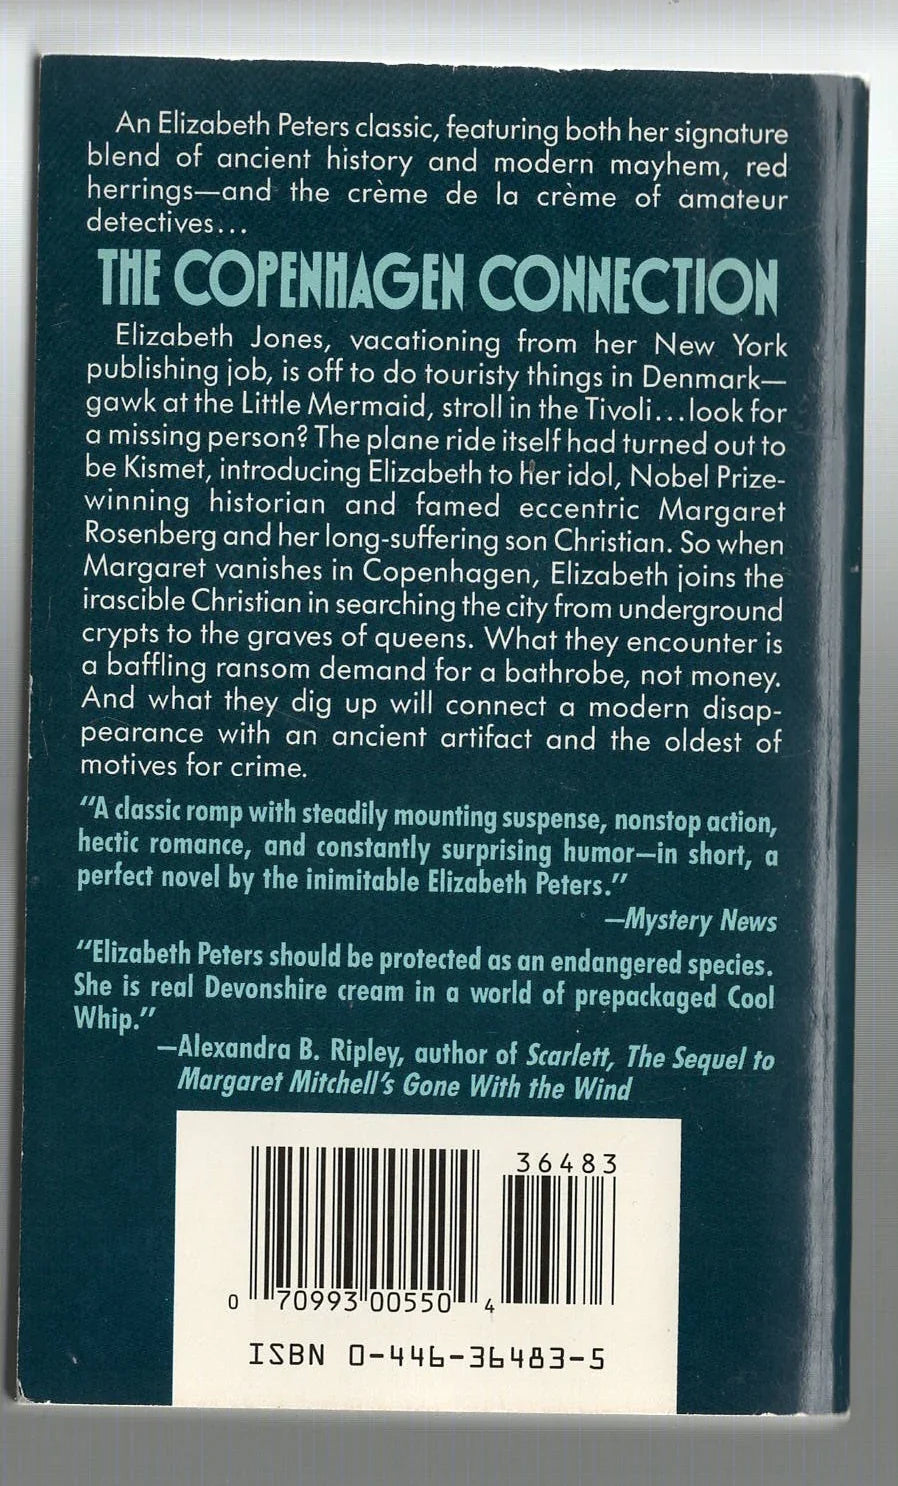 An Elizabeth Peters classic, featuring both her signature
blend of ancient history and modern mayhem, red
herrings—and the crème de la crème of amateur
detectives...
THE COPENHAGEN CONNECTION
Elizabeth Jones, vacationing from her New York
publishing job, is off to do touristy things in Denmark—
gawk at the Little Mermaid, stroll in the Tivoli...look for
a missing person? The plane ride itself had turned out to
be Kismet, introducing Elizabeth to her idol, Nobel Prize-
winning historian and famed eccentric Margaret
Rosenberg and her long-suffering son Christian. So when
Margaret vanishes in Copenhagen, Elizabeth joins the
irascible Christian in searching the city from underground
crypts to the graves of queens. What they encounter is
a baffling ransom demand for a bathrobe, not money.
And what they dig up will connect a modern disap-
pearance with an ancient artifact and the oldest of
motives for crime.
"A classic romp with steadily mounting suspense, nonstop action,
hectic romance, and constantly surprising humor—in short, a
perfect novel by the inimitable Elizabeth Peters."
—Mystery News
"Elizabeth Peters should be protected as an endangered species.
She is real Devonshire cream in a world of prepackaged Cool
Whip."
—Alexandra B. Ripley, author of Scarlett, The Sequel to
Margaret Mitchell's Gone With the Wind
36483
0 70993 00550 4
ISBN 0-446-36483-5